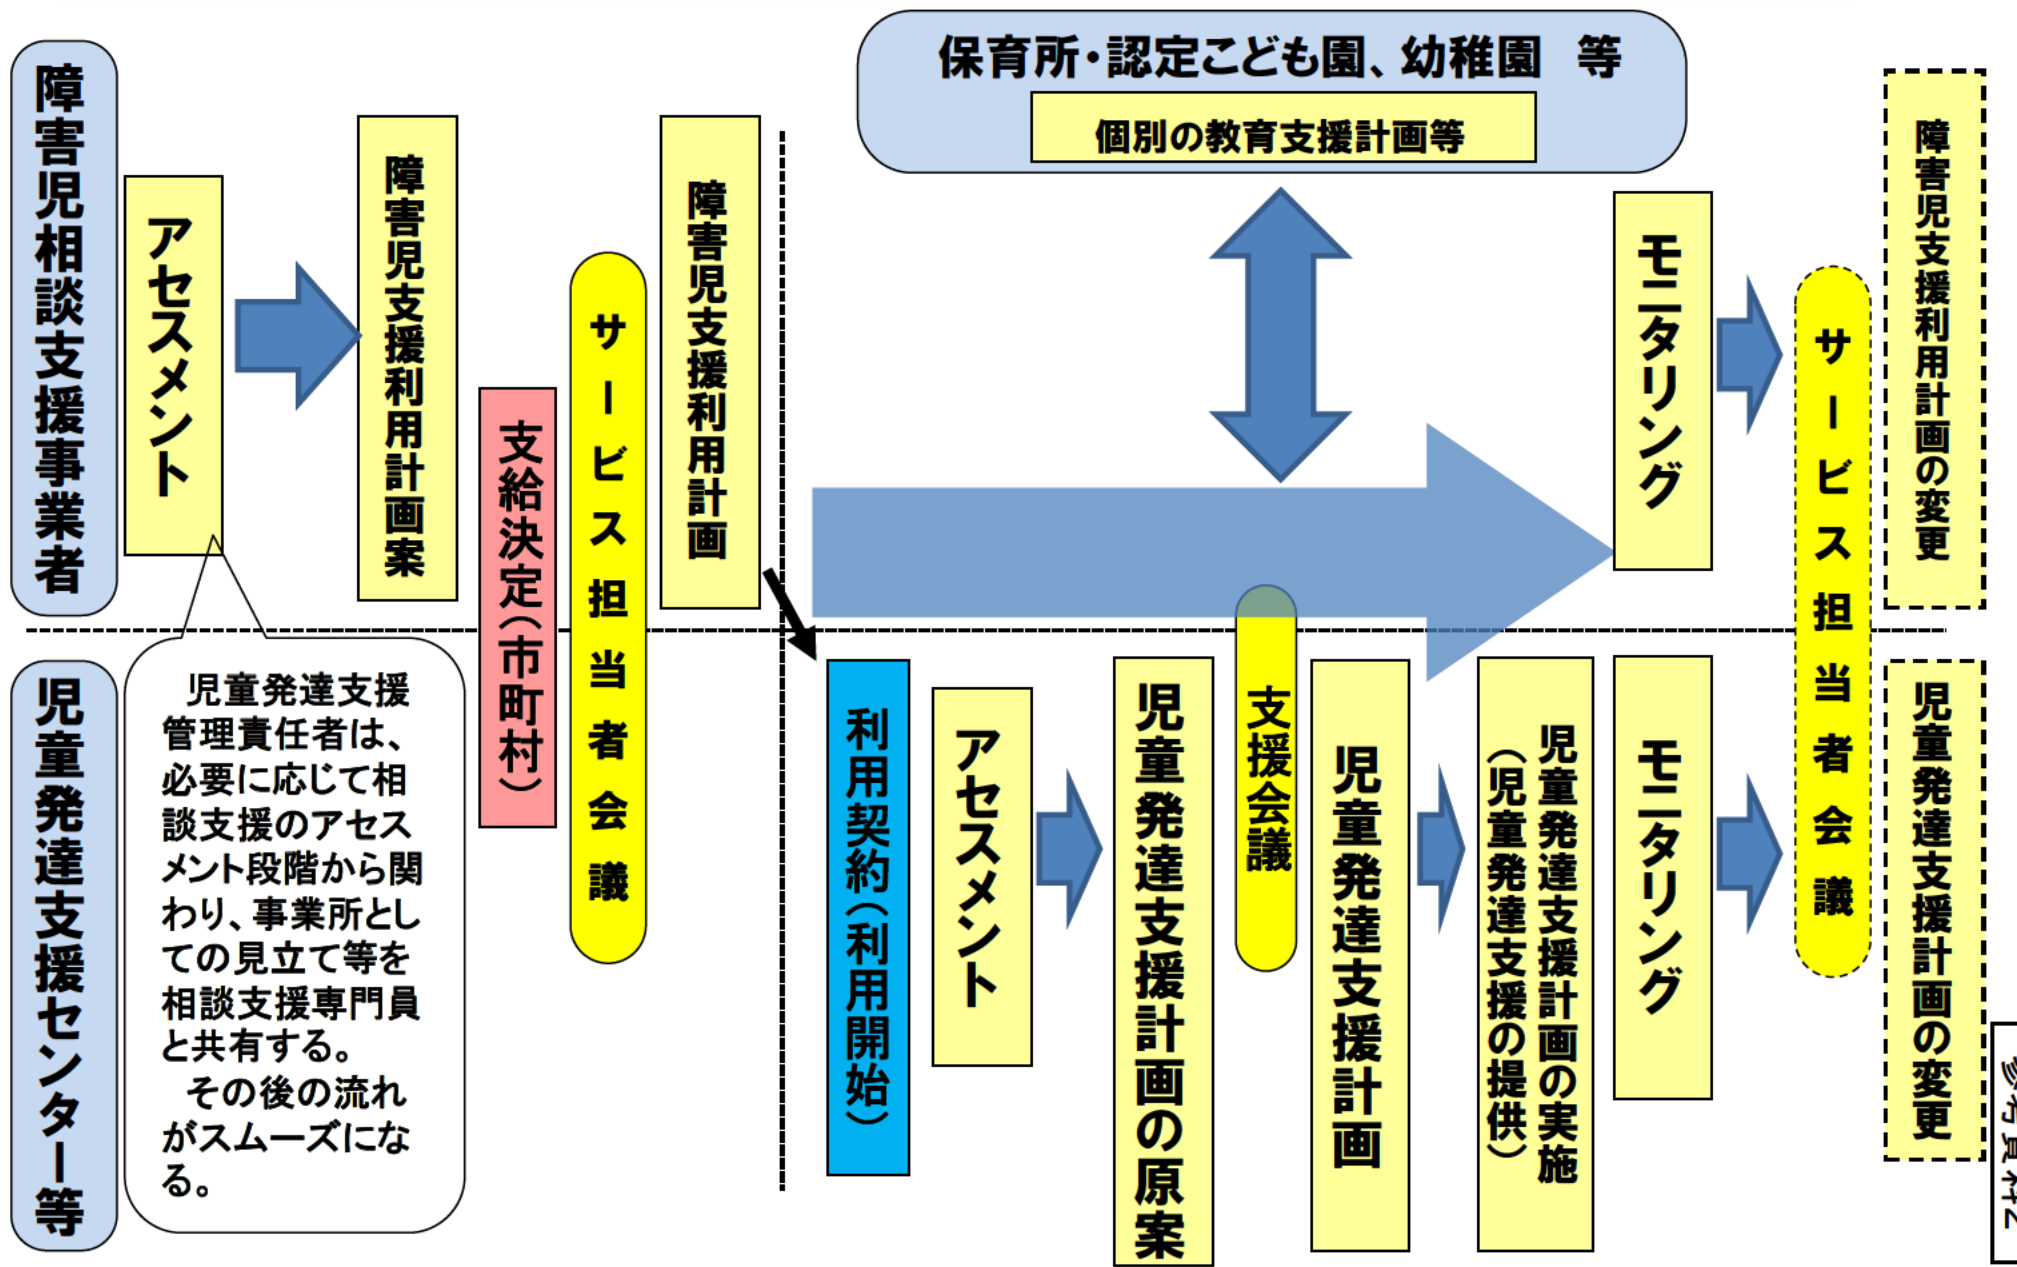 障害児相談支援事業者
アセスメント
障害児支援利用計画案
支給決定（市町村）
サービス担当者会議
障害児支援利用計画
保育所・認定こども園、幼稚園　等
個別の教育支援計画等
モニタリング
サービス担当者会議
障害児支援利用計画の変更
児童発達支援センター等
児童発達支援
管理責任者は、
必要に応じて相
談支援のアセス
メント段階から関
わり、事業所とし
ての見立て等を
相談支援専門員
と共有する。
その後の流れ
がスムーズにな
る。
利用契約（利用開始）
アセスメント
児童発達支援計画の原案
支援会議
児童発達支援計画
児童発達支援計画の実施
（児童発達支援の提供）
モニタリング
児童発達支援計画の変更
参考資料2